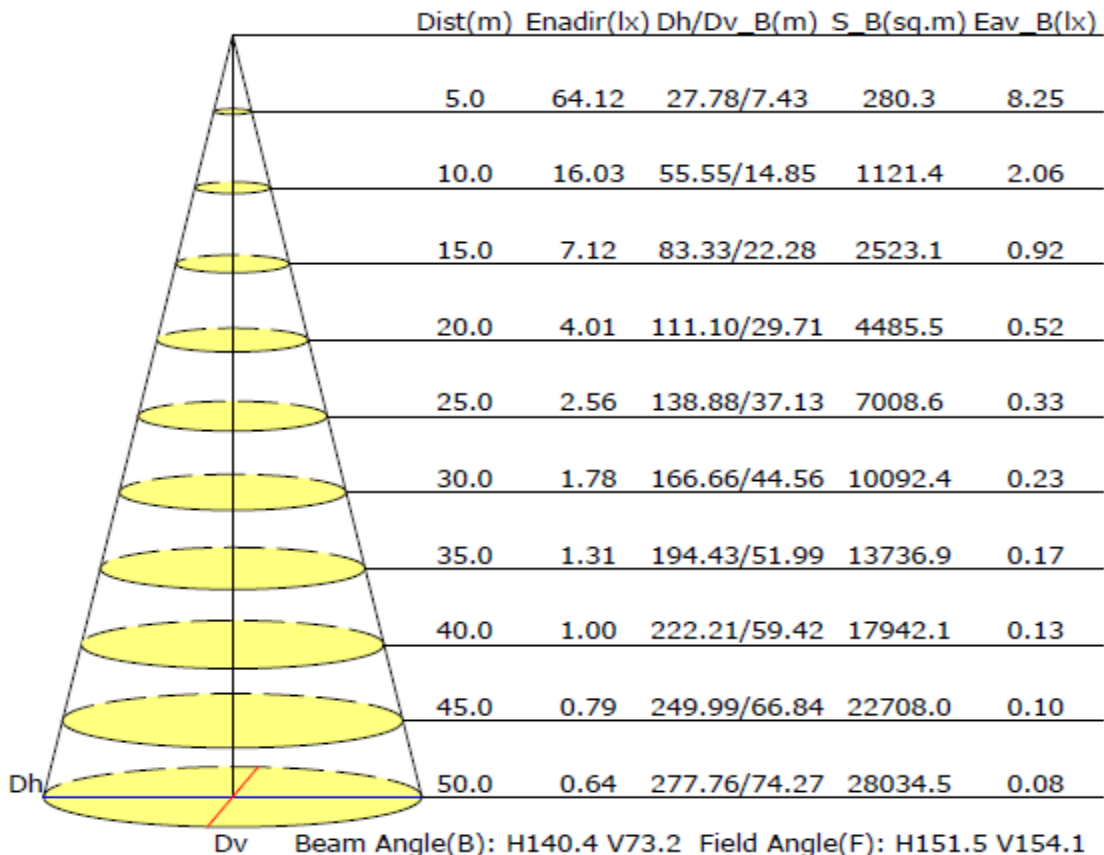 Dist(m) Enadir(lx) Dh/Dv_B(m) S_B(sq.m) Eav_B(lx)
5.0 64.12 27.78/7.43 280.3 8.25
10.0 16.03 55.55/14.85 1121.4 2.06
15.0 7.12 83.33/22.28 2523.1 0.92
20.0 4.01 111.10/29.71 4485.5 0.52
25.0 2.56 138.88/37.13 7008.6 0.33
30.0 1.78 166.66/44.56 10092.4 0.23
35.0 1.31 194.43/51.99 13736.9 0.17
40.0 1.00 222.21/59.42 17942.1 0.13
45.0 0.79 249.99/66.84 22708.0 0.10
Dh 50.0 0.64 277.76/74.27 28034.5 0.08
Dv Beam Angle(B): H140.4 V73.2 Field Angle(F): H151.5 V154.1